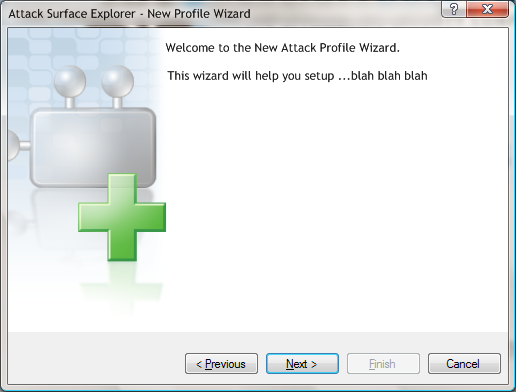 Attack Surface Explorer - New Profile Wizard
?
Welcome to the New Attack Profile Wizard.
This wizard will help you setup ...blah blah blah
< Previous
Next >
Finish
Cancel